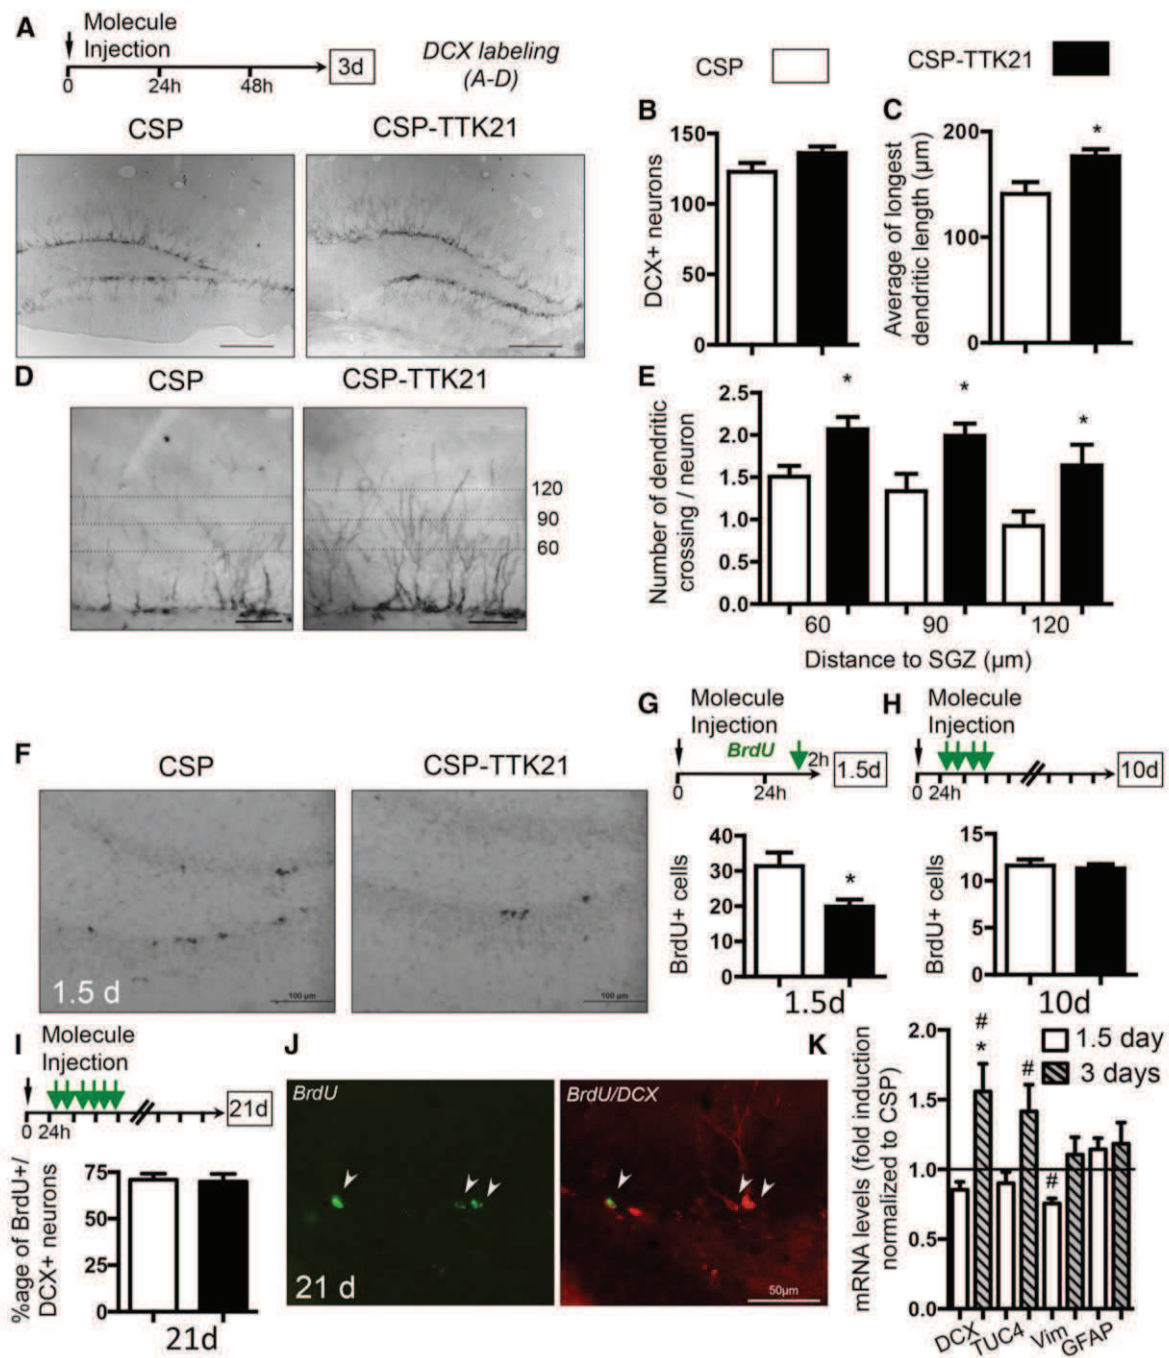 A
Molecule
Injection
0 24h 48h 3d
DCX labeling
(A-D)
CSP
CSP-TTK21
CSP
CSP-TTK21
B
DCX+ neurons
150
100
50
0
C
Average of longest
dendritic length (µm)
200
100
0
*
D
CSP
CSP-TTK21
120
90
60
E
Number of dendritic
crossing / neuron
2.5
2.0
1.5
1.0
0.5
0.0
* * *
60 90 120
Distance to SGZ (µm)
F
CSP
CSP-TTK21
1.5 d
100 µm
100 µm
G
Molecule
Injection
BrdU
2h
1.5d
0 24h
BrdU+ cells
40
30
20
10
0
*
1.5d
H
Molecule
Injection
10d
0 24h
BrdU+ cells
15
10
5
0
10d
I
Molecule
Injection
21d
0 24h
%age of BrdU+/
DCX+ neurons
75
50
25
0
21d
J
BrdU
BrdU/DCX
21 d
50µm
K
mRNA levels (fold induction
normalized to CSP)
2.0
1.5
1.0
0.5
0.0
#
*
#
#
1.5 day
3 days
DCX TUC4 Vim GFAP